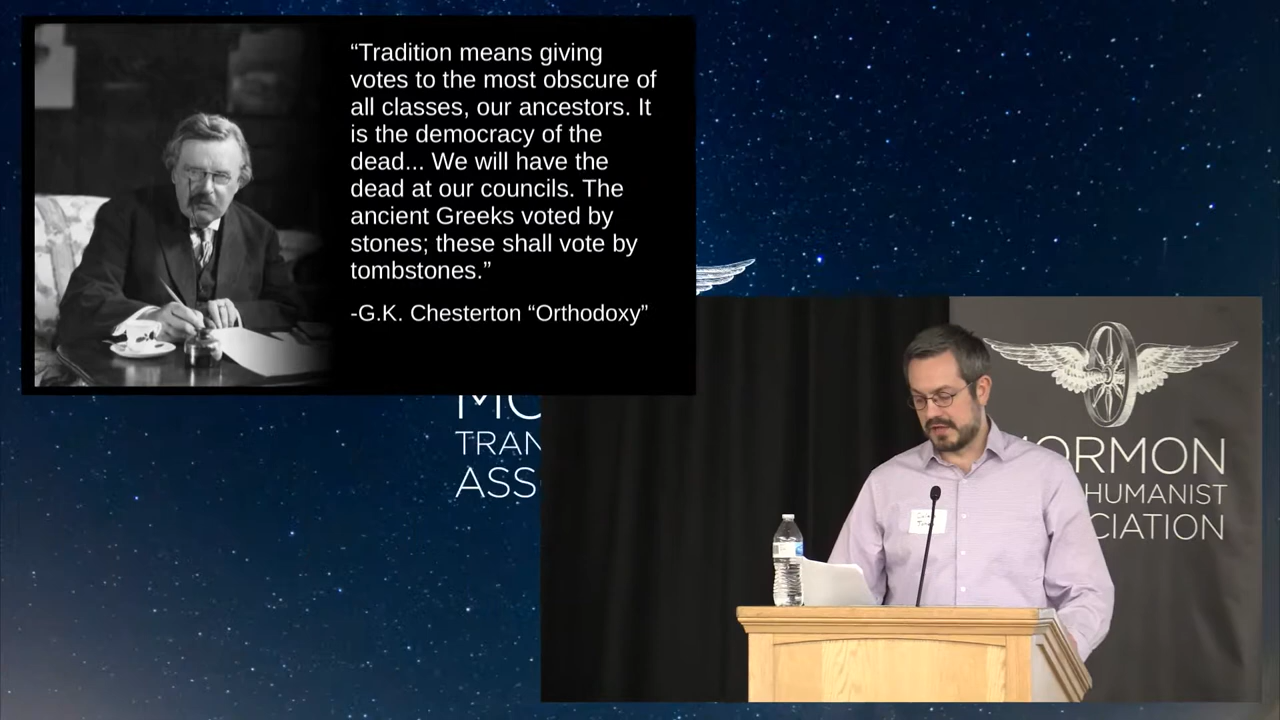 “Tradition means giving
votes to the most obscure of
all classes, our ancestors. It
is the democracy of the
dead... We will have the
dead at our councils. The
ancient Greeks voted by
stones; these shall vote by
tombstones.”
-G.K. Chesterton “Orthodoxy”
MO
TRAN
ASS
ORMON
HUMANIST
CIATION